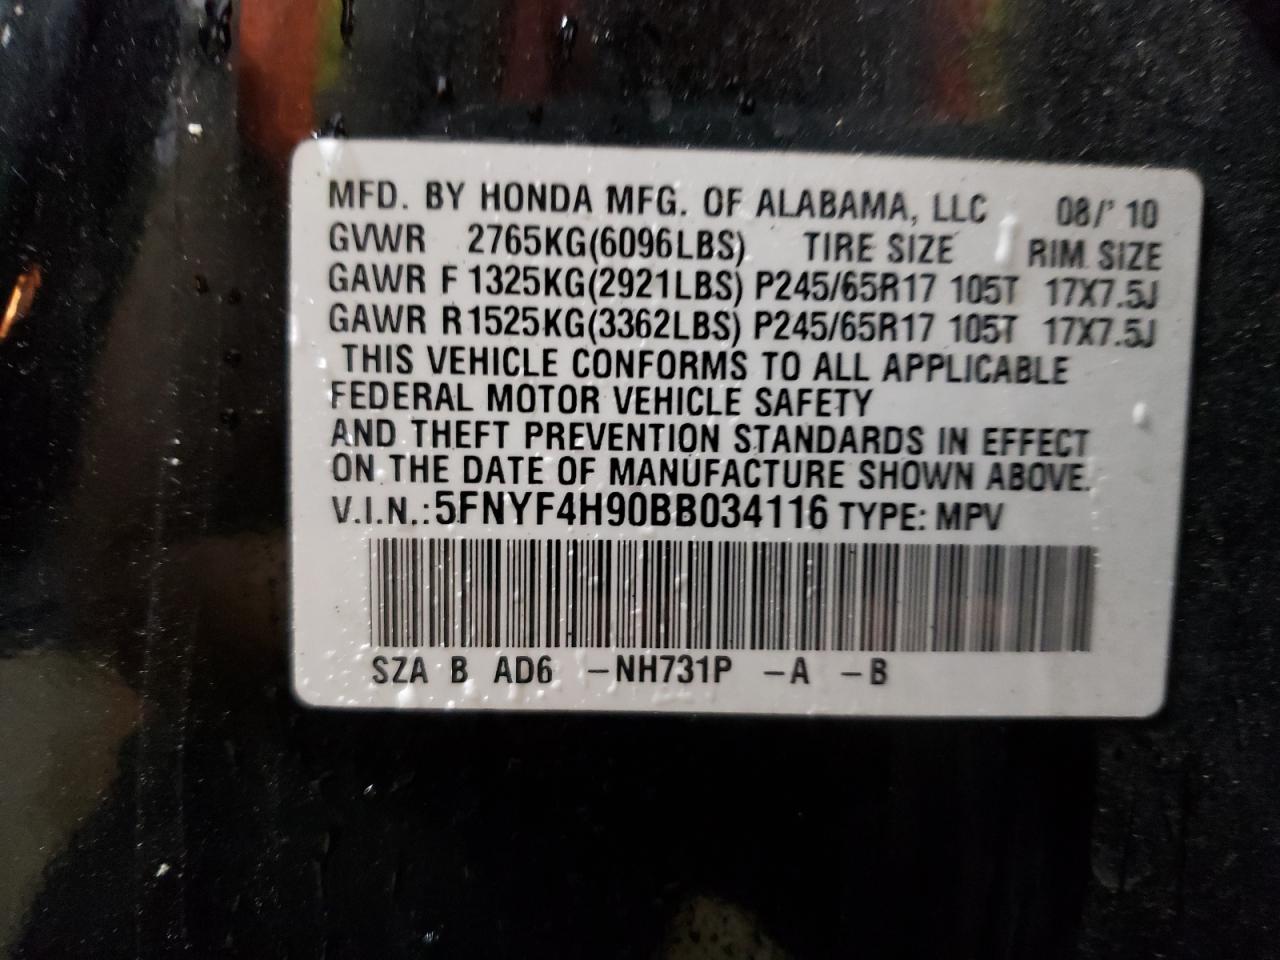 MFD. BY HONDA MFG. OF ALABAMA, LLC 08/' 10
GVWR 2765KG(6096LBS) TIRE SIZE RIM SIZE
GAWR F 1325KG(2921LBS) P245/65R17 105T 17X7.5J
GAWR R1525KG(3362LBS) P245/65R17 105T 17X7.5J
THIS VEHICLE CONFORMS TO ALL APPLICABLE
FEDERAL MOTOR VEHICLE SAFETY
AND THEFT PREVENTION STANDARDS IN EFFECT
ON THE DATE OF MANUFACTURE SHOWN ABOVE.
V.I.N.:5FNYF4H90BB034116 TYPE: MPV
SZA B AD6 -NH731P -A -B